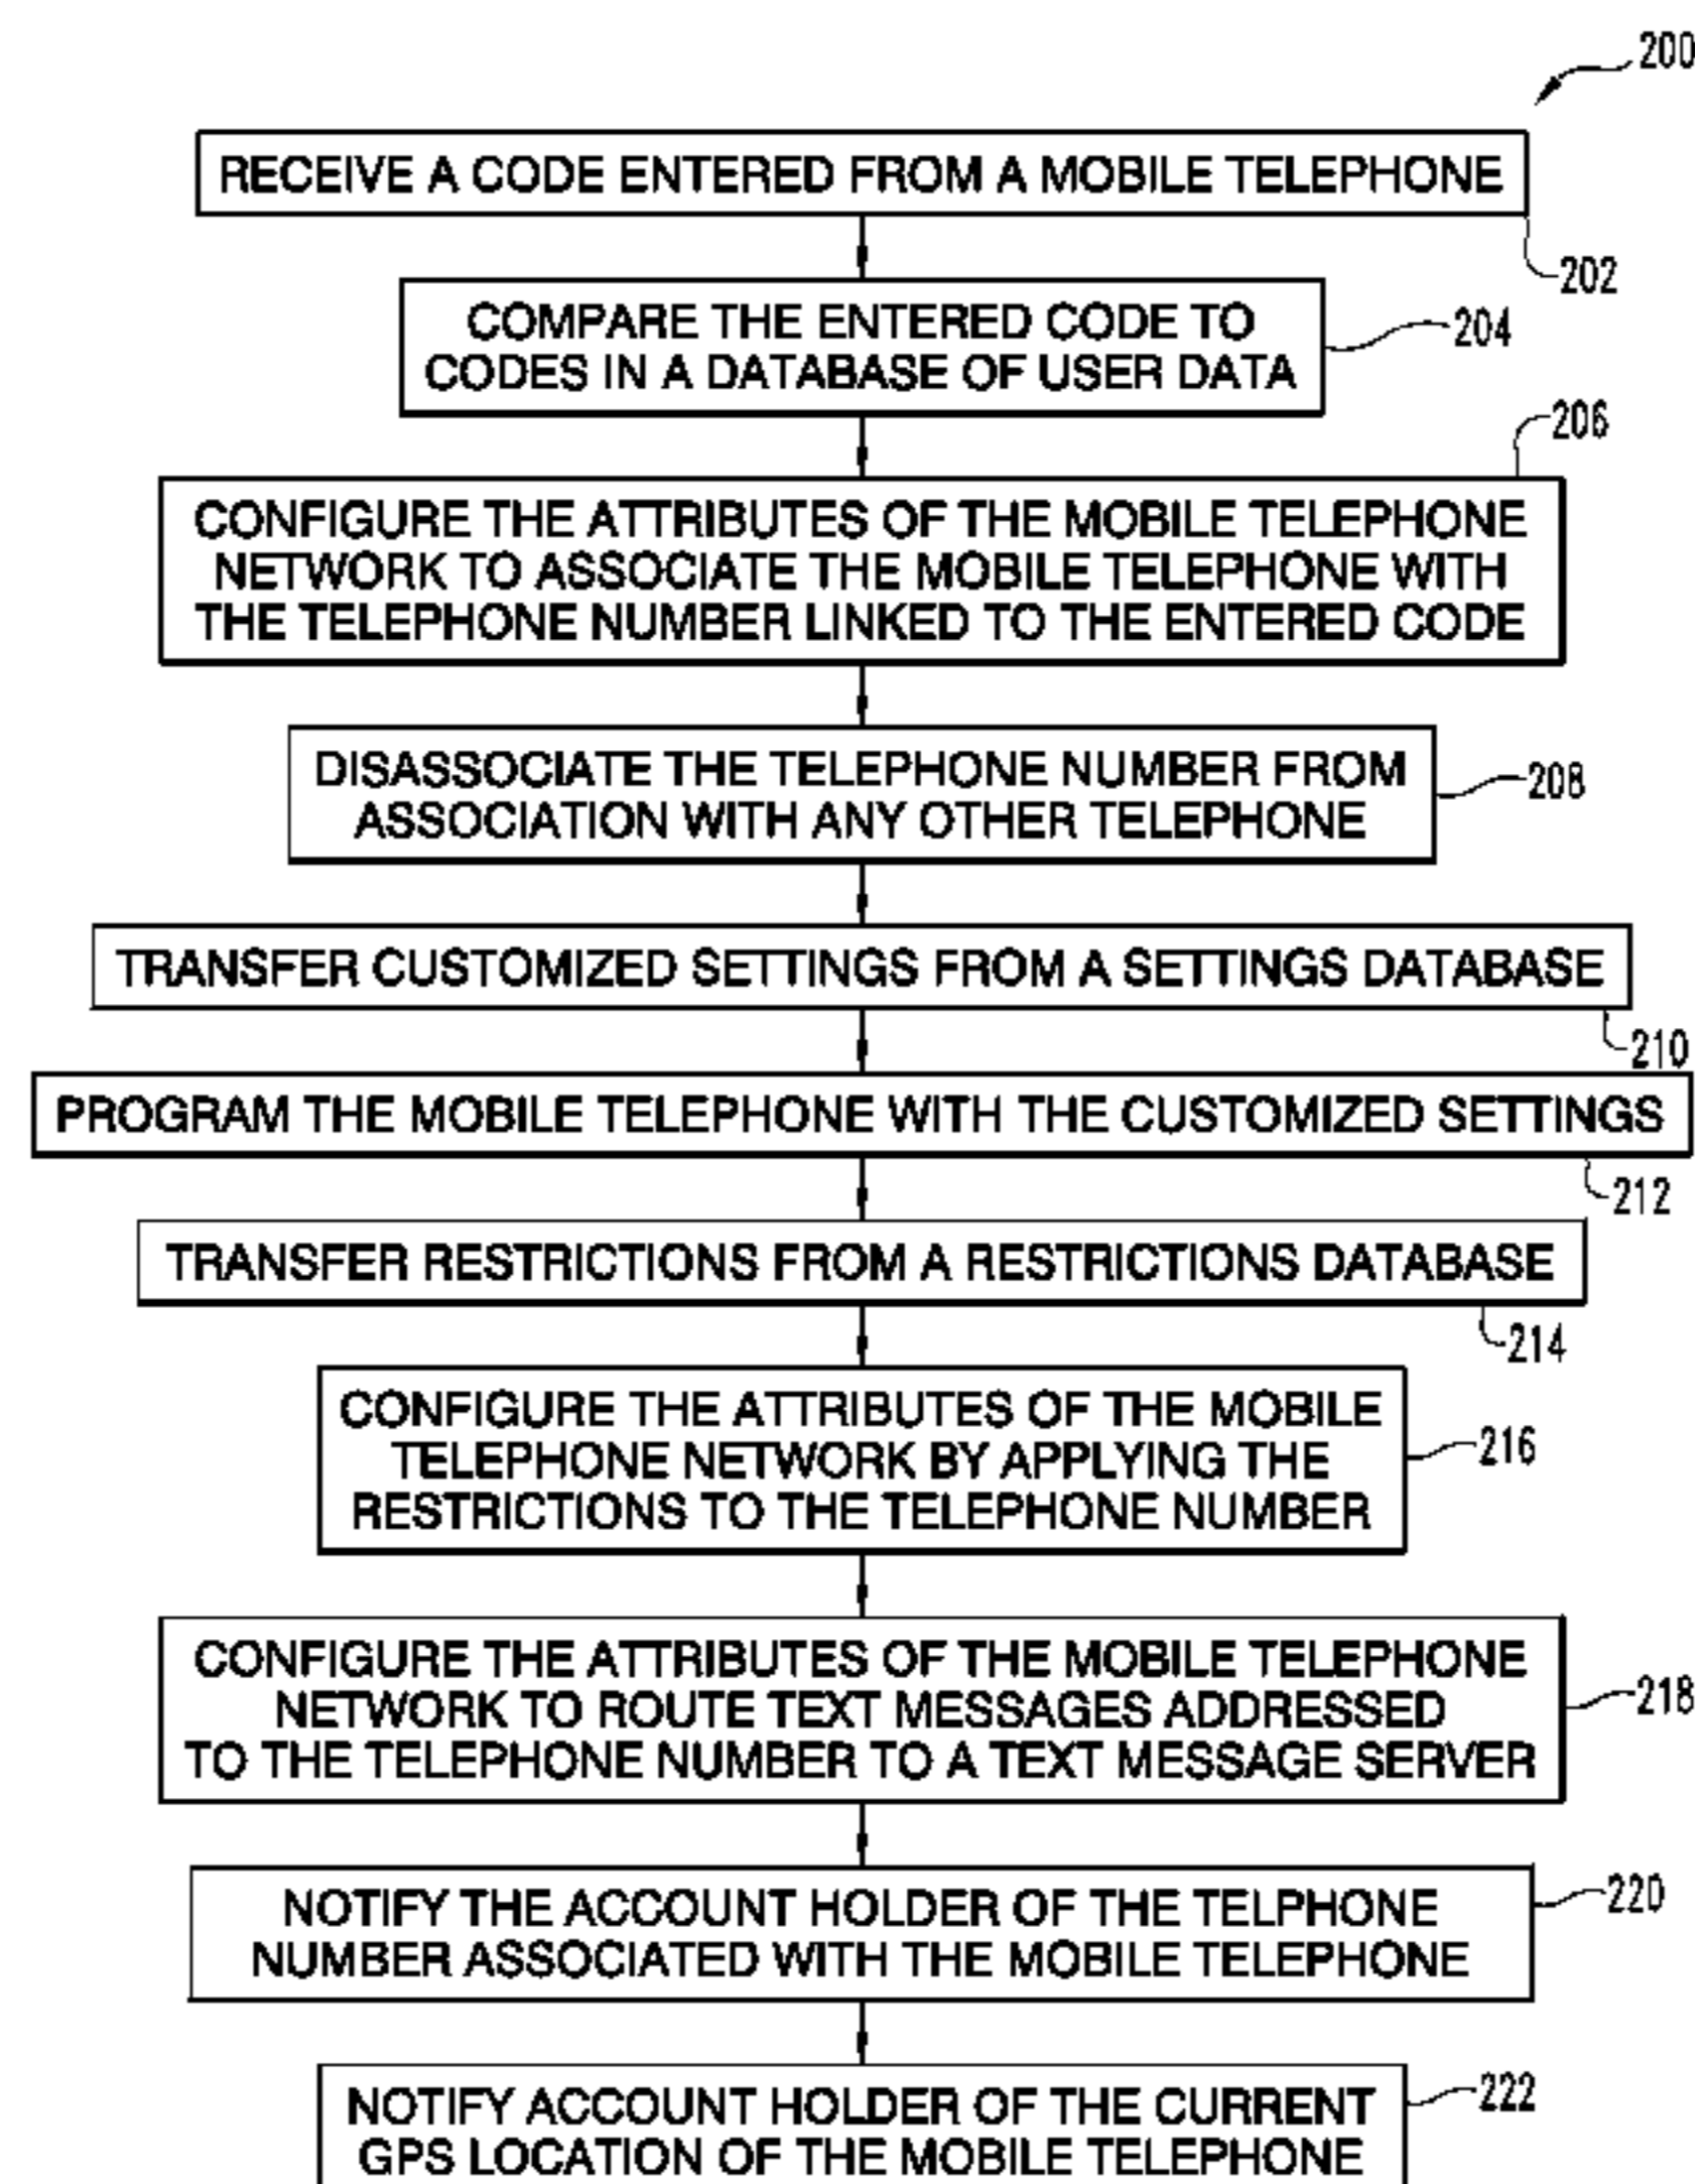 200
RECEIVE A CODE ENTERED FROM A MOBILE TELEPHONE
202
COMPARE THE ENTERED CODE TO
CODES IN A DATABASE OF USER DATA
204
206
CONFIGURE THE ATTRIBUTES OF THE MOBILE TELEPHONE
NETWORK TO ASSOCIATE THE MOBILE TELEPHONE WITH
THE TELEPHONE NUMBER LINKED TO THE ENTERED CODE
DISASSOCIATE THE TELEPHONE NUMBER FROM
ASSOCIATION WITH ANY OTHER TELEPHONE
208
TRANSFER CUSTOMIZED SETTINGS FROM A SETTINGS DATABASE
210
PROGRAM THE MOBILE TELEPHONE WITH THE CUSTOMIZED SETTINGS
212
TRANSFER RESTRICTIONS FROM A RESTRICTIONS DATABASE
214
CONFIGURE THE ATTRIBUTES OF THE MOBILE
TELEPHONE NETWORK BY APPLYING THE
RESTRICTIONS TO THE TELEPHONE NUMBER
216
CONFIGURE THE ATTRIBUTES OF THE MOBILE TELEPHONE
NETWORK TO ROUTE TEXT MESSAGES ADDRESSED
TO THE TELEPHONE NUMBER TO A TEXT MESSAGE SERVER
218
NOTIFY THE ACCOUNT HOLDER OF THE TELPHONE
NUMBER ASSOCIATED WITH THE MOBILE TELEPHONE
220
NOTIFY ACCOUNT HOLDER OF THE CURRENT
GPS LOCATION OF THE MOBILE TELEPHONE
222